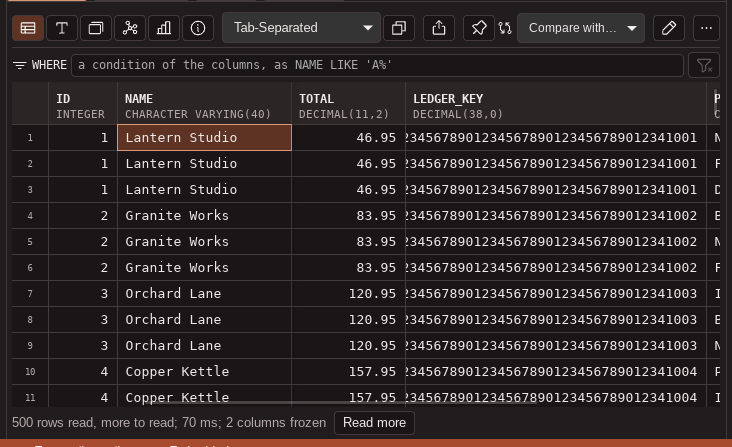 Tab-Separated Compare with… ...
WHERE a condition of the columns, as NAME LIKE 'A%'
ID NAME TOTAL LEDGER_KEY
INTEGER CHARACTER VARYING(40) DECIMAL(11,2) DECIMAL(38,0)
1 1 Lantern Studio 46.95 2345678901234567890123456789012341001 N
2 1 Lantern Studio 46.95 2345678901234567890123456789012341001 F
3 1 Lantern Studio 46.95 2345678901234567890123456789012341001 D
4 2 Granite Works 83.95 2345678901234567890123456789012341002 E
5 2 Granite Works 83.95 2345678901234567890123456789012341002 N
6 2 Granite Works 83.95 2345678901234567890123456789012341002 F
7 3 Orchard Lane 120.95 2345678901234567890123456789012341003 I
8 3 Orchard Lane 120.95 2345678901234567890123456789012341003 E
9 3 Orchard Lane 120.95 2345678901234567890123456789012341003 N
10 4 Copper Kettle 157.95 2345678901234567890123456789012341004 F
11 4 Copper Kettle 157.95 2345678901234567890123456789012341004 I
500 rows read, more to read; 70 ms; 2 columns frozen Read more